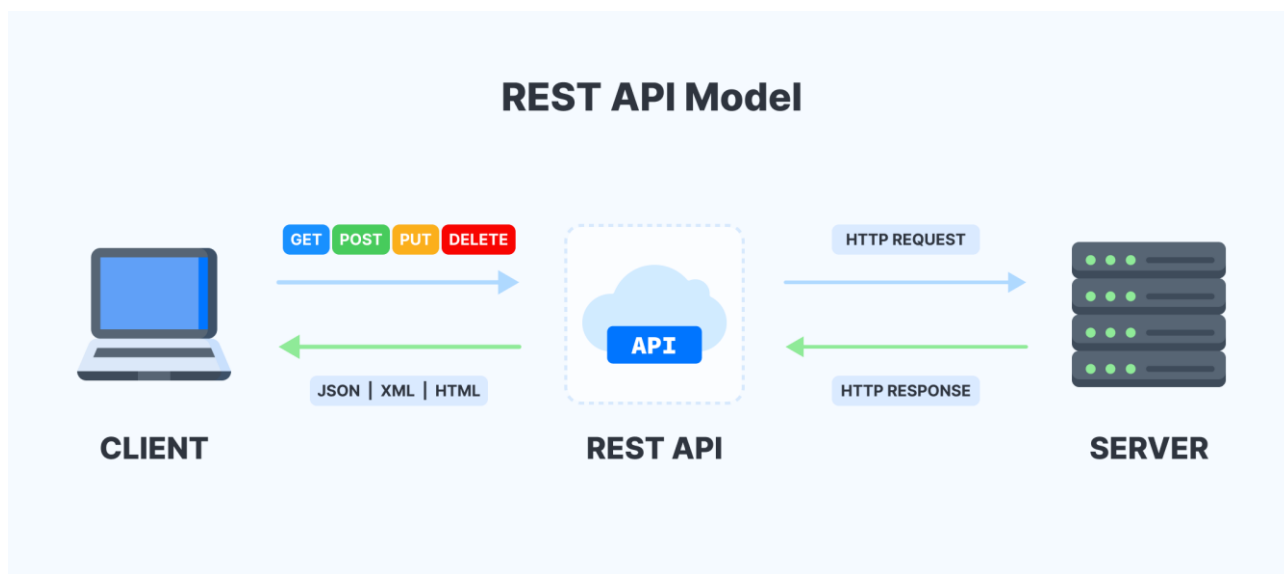 REST API Model
GET POST PUT DELETE
HTTP REQUEST
API
JSON | XML | HTML
HTTP RESPONSE
CLIENT
REST API
SERVER